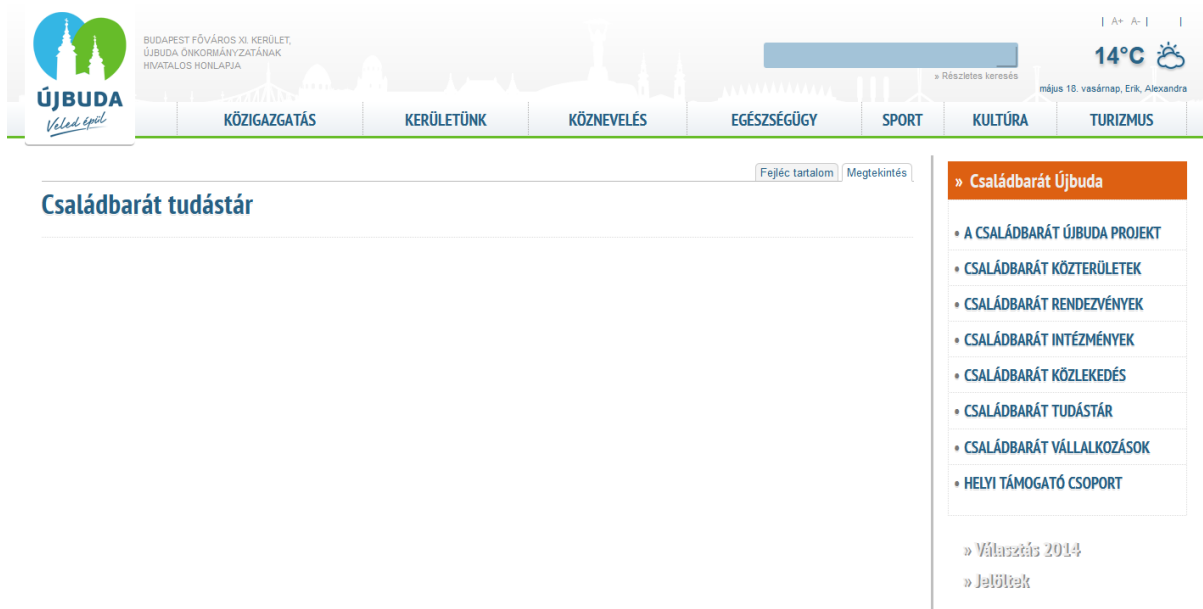 ÚJBUDA
Veled épül
BUDAPEST FŐVÁROS XI. KERÜLET,
ÚJBUDA ÖNKORMÁNYZATÁNAK
HIVATALOS HONLAPJA
| A+ A- | |
14°C
» Részletes keresés
május 18. vasárnap, Erik, Alexandra
KÖZIGAZGATÁS KERÜLETÜNK KÖZNEVELÉS EGÉSZSÉGÜGY SPORT KULTÚRA TURIZMUS
Fejléc tartalom Megtekintés
Családbarát tudástár
» Családbarát Újbuda
• A CSALÁDBARÁT ÚJBUDA PROJEKT
• CSALÁDBARÁT KÖZTERÜLETEK
• CSALÁDBARÁT RENDEZVÉNYEK
• CSALÁDBARÁT INTÉZMÉNYEK
• CSALÁDBARÁT KÖZLEKEDÉS
• CSALÁDBARÁT TUDÁSTÁR
• CSALÁDBARÁT VÁLLALKOZÁSOK
• HELYI TÁMOGATÓ CSOPORT
» Választás 2014
» Jelöltek